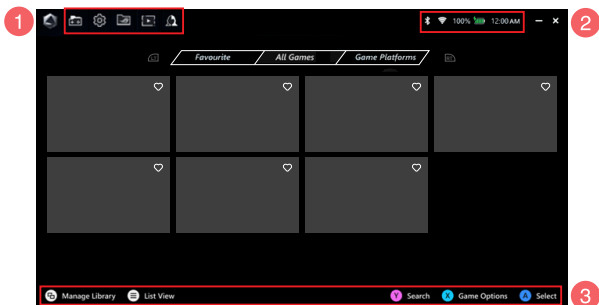 1
100% 12:00 AM
2
Favourite All Games Game Platforms
Manage Library List View Y Search X Game Options A Select
3